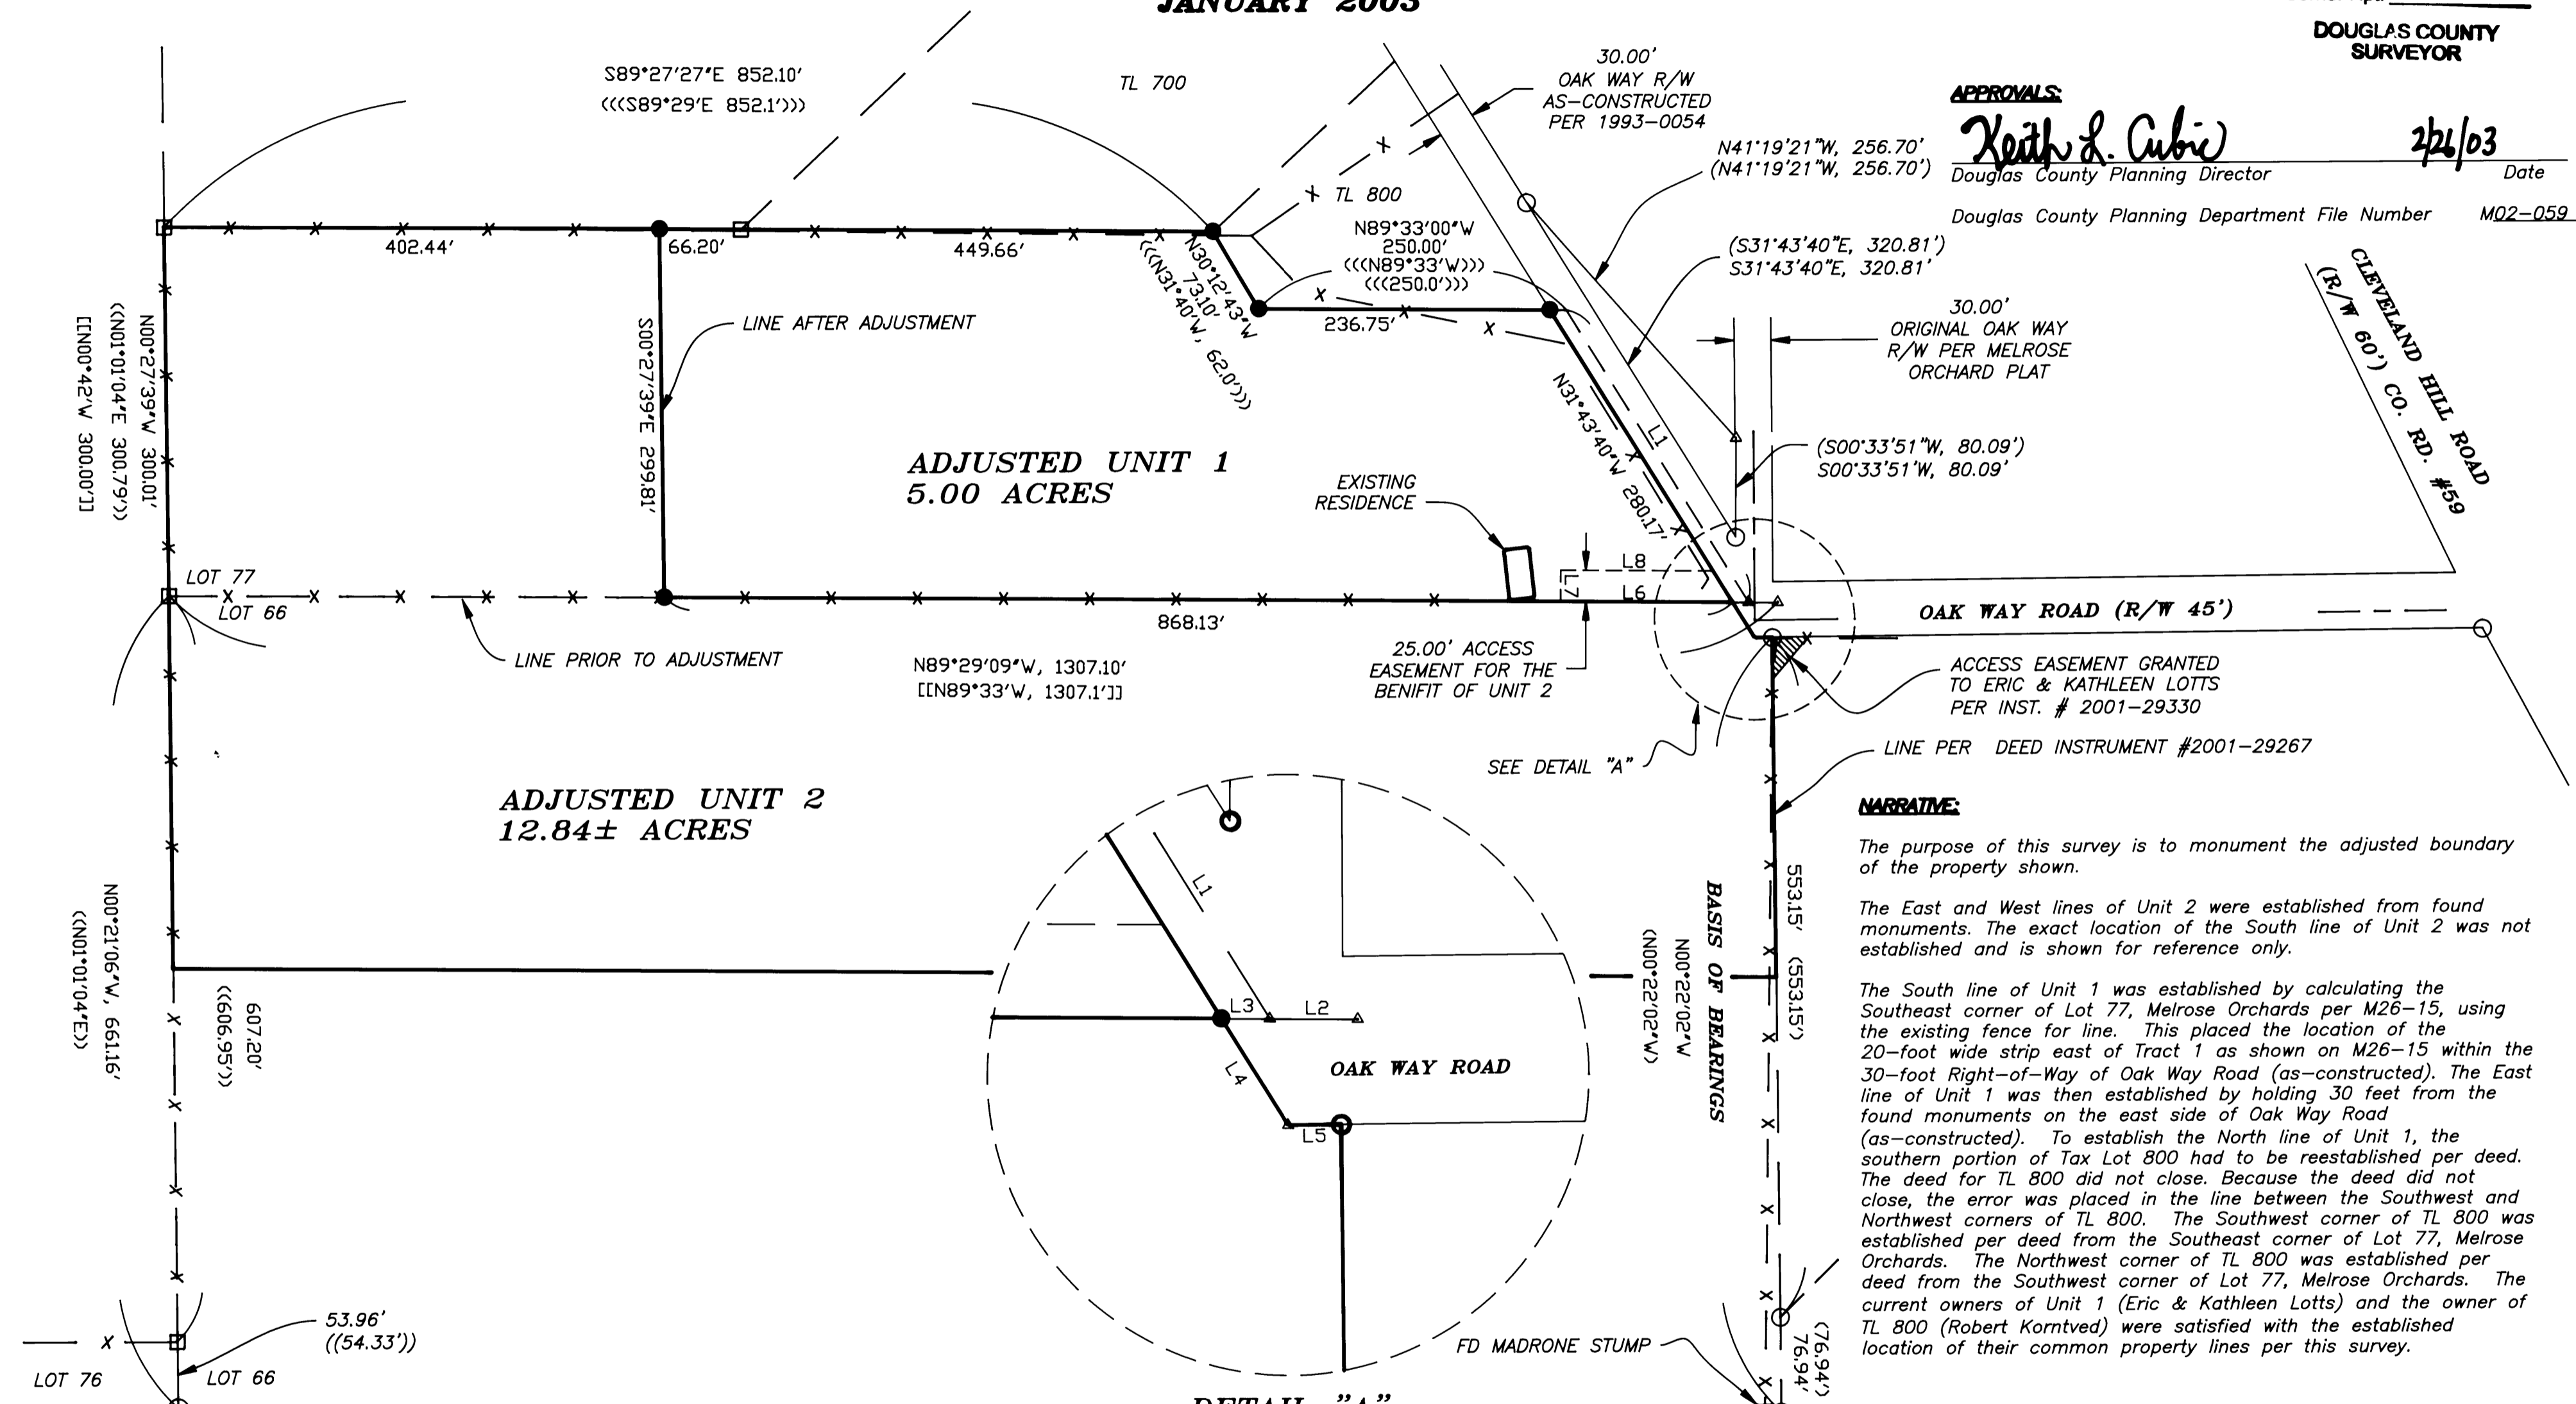 JANUARY 2003
DOUGLAS COUNTY
SURVEYOR
APPROVALS:
Keith L. Cubic 2/26/03
Douglas County Planning Director Date
Douglas County Planning Department File Number M02-059
S89°27'27"E 852.10'
(((S89°29'E 852.1')))
TL 700
30.00'
OAK WAY R/W
AS-CONSTRUCTED
PER 1993-0054
N41°19'21"W, 256.70'
(N41°19'21"W, 256.70')
TL 800
402.44'
66.20'
449.66'
N30°12'43"W
73.10'
(((N31°40'W, 62.0')))
N89°33'00"W
250.00'
(((N89°33'W)))
(((250.0')))
236.75'
(S31°43'40"E, 320.81')
S31°43'40"E, 320.81'
30.00'
ORIGINAL OAK WAY
R/W PER MELROSE
ORCHARD PLAT
CLEVELAND HILL ROAD
(R/W 60') CO. RD. #59
N00°27'39"W 300.01'
((N01°01'04"E 300.79'))
[[N00°42'W 300.00']]
S00°27'39"E 299.81'
LINE AFTER ADJUSTMENT
ADJUSTED UNIT 1
5.00 ACRES
N31°43'40"W 280.17'
L1
(S00°33'51"W, 80.09')
S00°33'51"W, 80.09'
EXISTING
RESIDENCE
L8
L7
L6
LOT 77
LOT 66
868.13'
LINE PRIOR TO ADJUSTMENT
N89°29'09"W, 1307.10'
[[N89°33'W, 1307.1']]
25.00' ACCESS
EASEMENT FOR THE
BENIFIT OF UNIT 2
OAK WAY ROAD (R/W 45')
ACCESS EASEMENT GRANTED
TO ERIC & KATHLEEN LOTTS
PER INST. # 2001-29330
LINE PER DEED INSTRUMENT #2001-29267
SEE DETAIL "A"
ADJUSTED UNIT 2
12.84± ACRES
N00°21'06"W, 661.16'
((N01°01'04"E))
607.20'
((606.95'))
53.96'
((54.33'))
LOT 76
LOT 66
L1
L3
L2
L4
L5
OAK WAY ROAD
DETAIL "A"
BASIS OF BEARINGS
N00°22'02"W
(N00°22'02"W)
553.15' (553.15')
FD MADRONE STUMP
(76.94')
76.94'
NARRATIVE:
The purpose of this survey is to monument the adjusted boundary
of the property shown.
The East and West lines of Unit 2 were established from found
monuments. The exact location of the South line of Unit 2 was not
established and is shown for reference only.
The South line of Unit 1 was established by calculating the
Southeast corner of Lot 77, Melrose Orchards per M26-15, using
the existing fence for line. This placed the location of the
20-foot wide strip east of Tract 1 as shown on M26-15 within the
30-foot Right-of-Way of Oak Way Road (as-constructed). The East
line of Unit 1 was then established by holding 30 feet from the
found monuments on the east side of Oak Way Road
(as-constructed). To establish the North line of Unit 1, the
southern portion of Tax Lot 800 had to be reestablished per deed.
The deed for TL 800 did not close. Because the deed did not
close, the error was placed in the line between the Southwest and
Northwest corners of TL 800. The Southwest corner of TL 800 was
established per deed from the Southeast corner of Lot 77, Melrose
Orchards. The Northwest corner of TL 800 was established per
deed from the Southwest corner of Lot 77, Melrose Orchards. The
current owners of Unit 1 (Eric & Kathleen Lotts) and the owner of
TL 800 (Robert Korntved) were satisfied with the established
location of their common property lines per this survey.